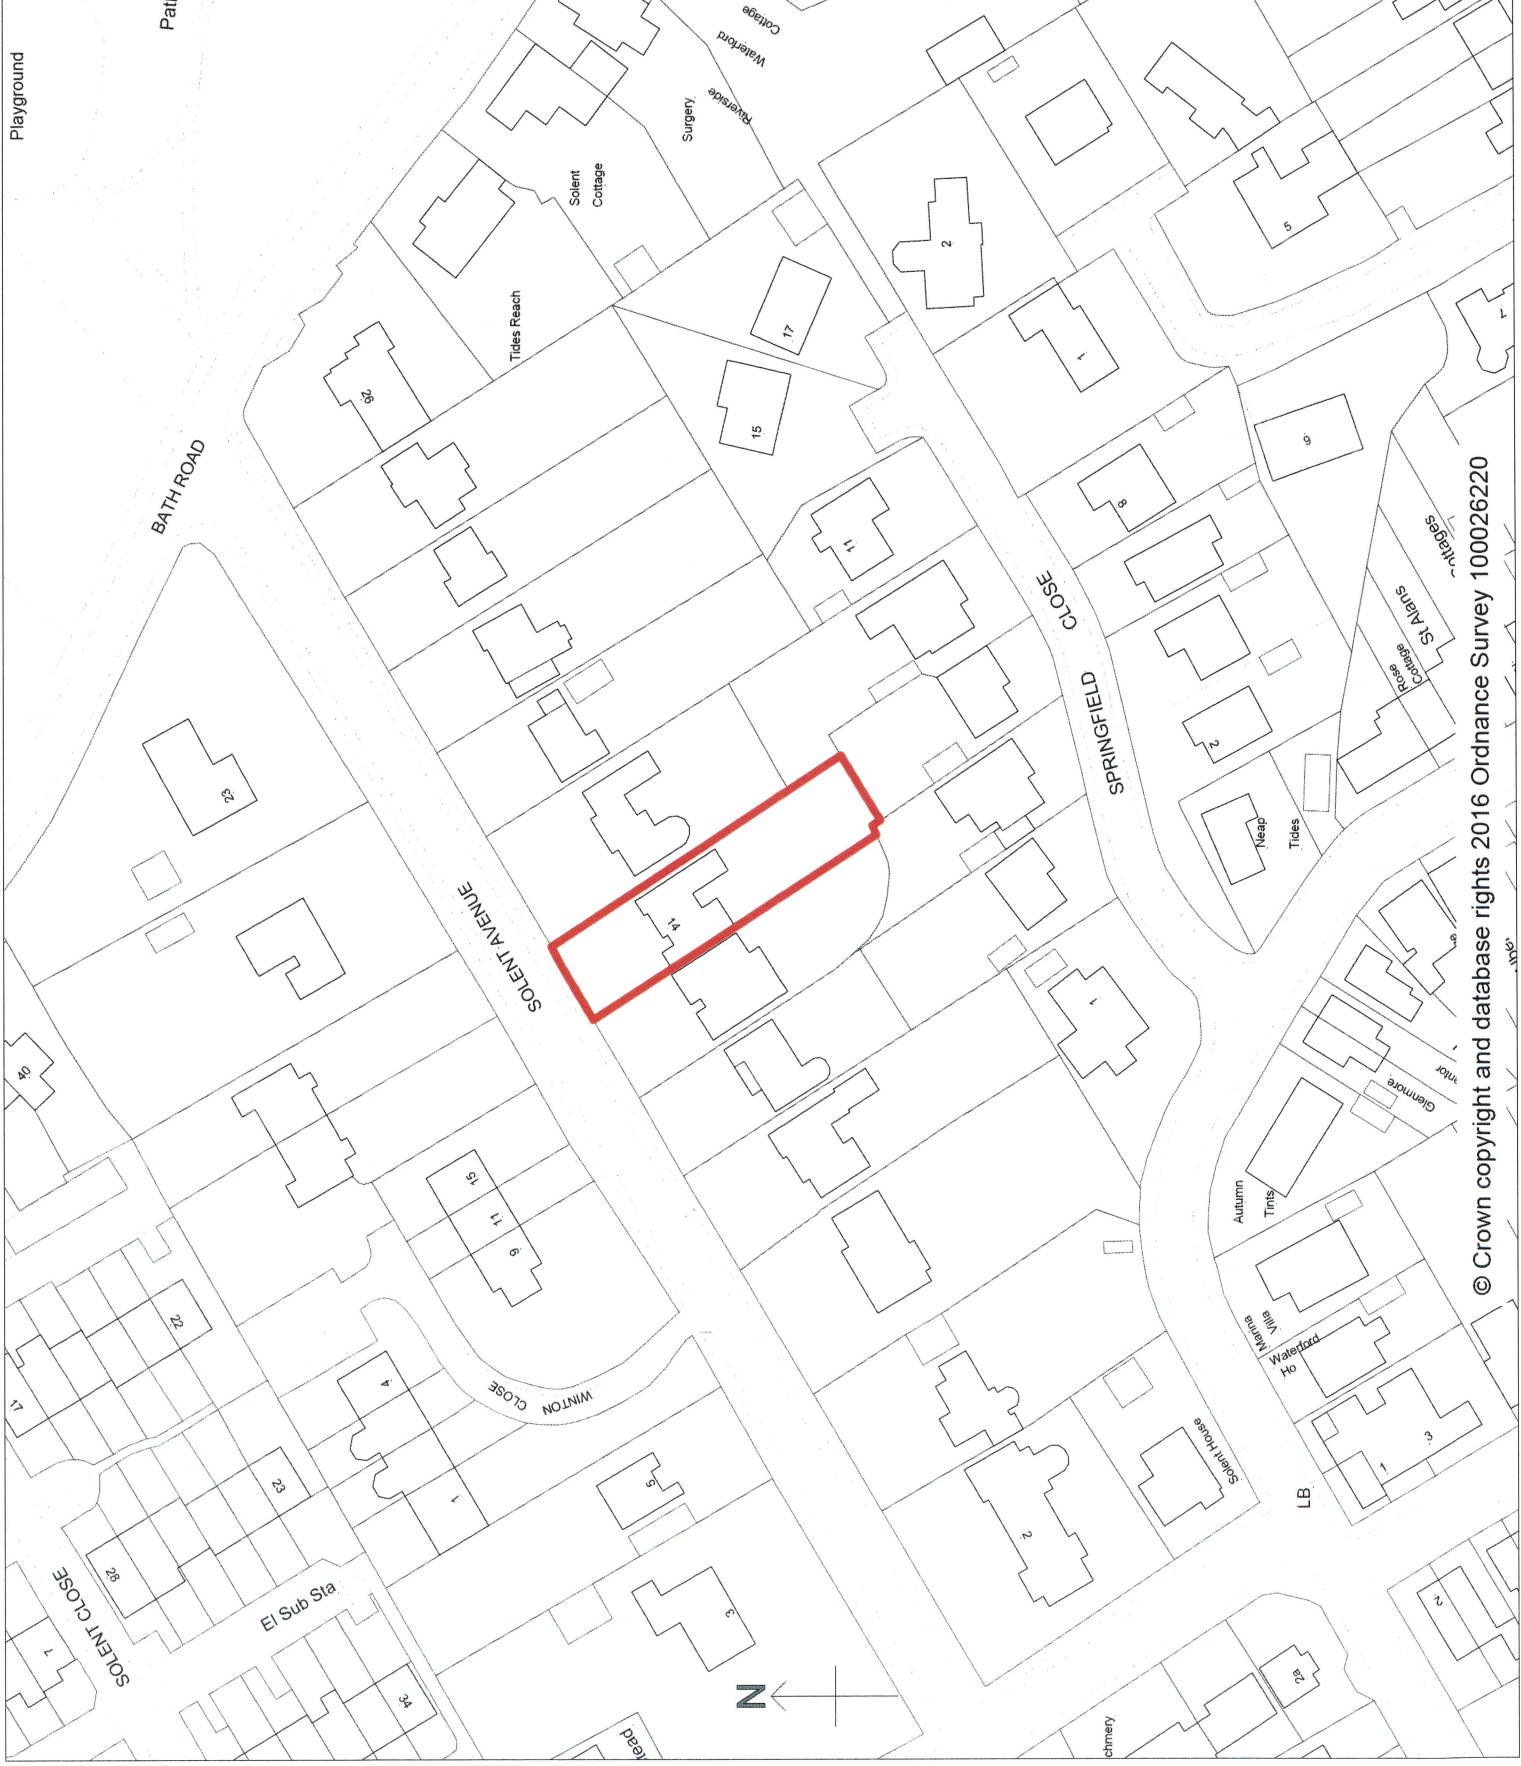 Playground
BATH ROAD
Solent
Cottage
Surgery
Riverside
Waterford
Cottage
Tides Reach
26
17
15
2
1
5
11
8
9
23
SOLENT AVENUE
14
SPRINGFIELD
CLOSE
2
Neap
Tides
Rose
Cottage
St Alans
40
15
11
9
22
17
4
1
WINTON
CLOSE
23
28
SOLENT CLOSE
7
El Sub Sta
34
5
3
N
1
Glenmore
Autumn
Tints
Marina
Villa
Waterford
Ho
1
3
Solent House
LB
2
2a
2
© Crown copyright and database rights 2016 Ordnance Survey 100026220